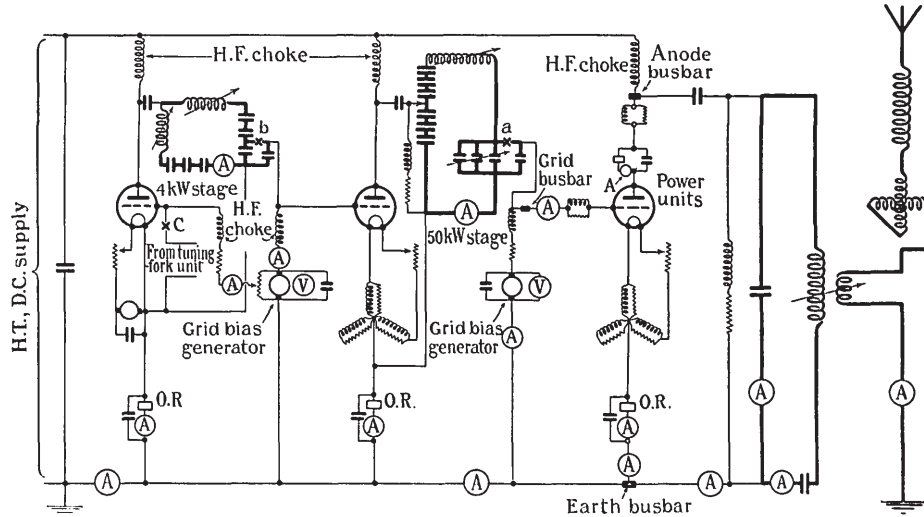 H.T., D.C. supply
H.F. choke
H.F. choke
Anode
busbar
b
a
A
4kW stage
C
H.F.
choke
From tuning
fork unit
A
A
V
Grid bias
generator
Grid
busbar
A
A
50kW stage
V
Grid bias
generator
A
A
Power
units
O.R
A
O.R.
A
O.R.
A
A
A
A
A
A
A
A
Earth busbar